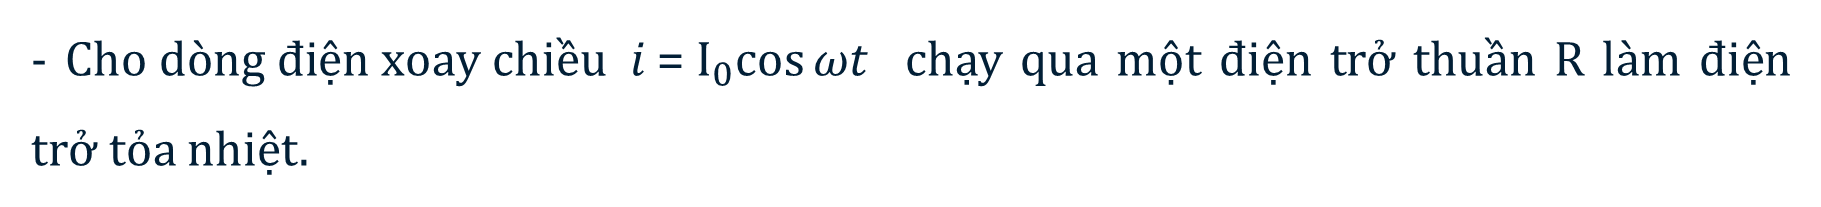 - Cho dòng điện xoay chiều i = I₀cos ωt chạy qua một điện trở thuần R làm điện
trở tỏa nhiệt.